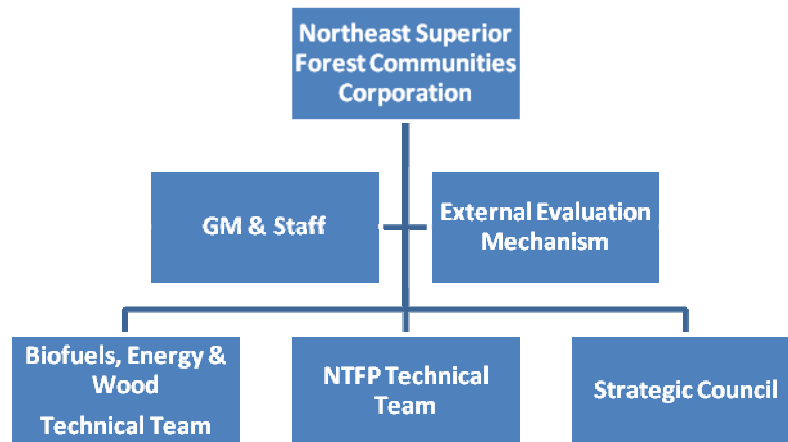 Northeast Superior
Forest Communities
Corporation
GM & Staff
External Evaluation
Mechanism
Biofuels, Energy &
Wood
Technical Team
NTFP Technical
Team
Strategic Council